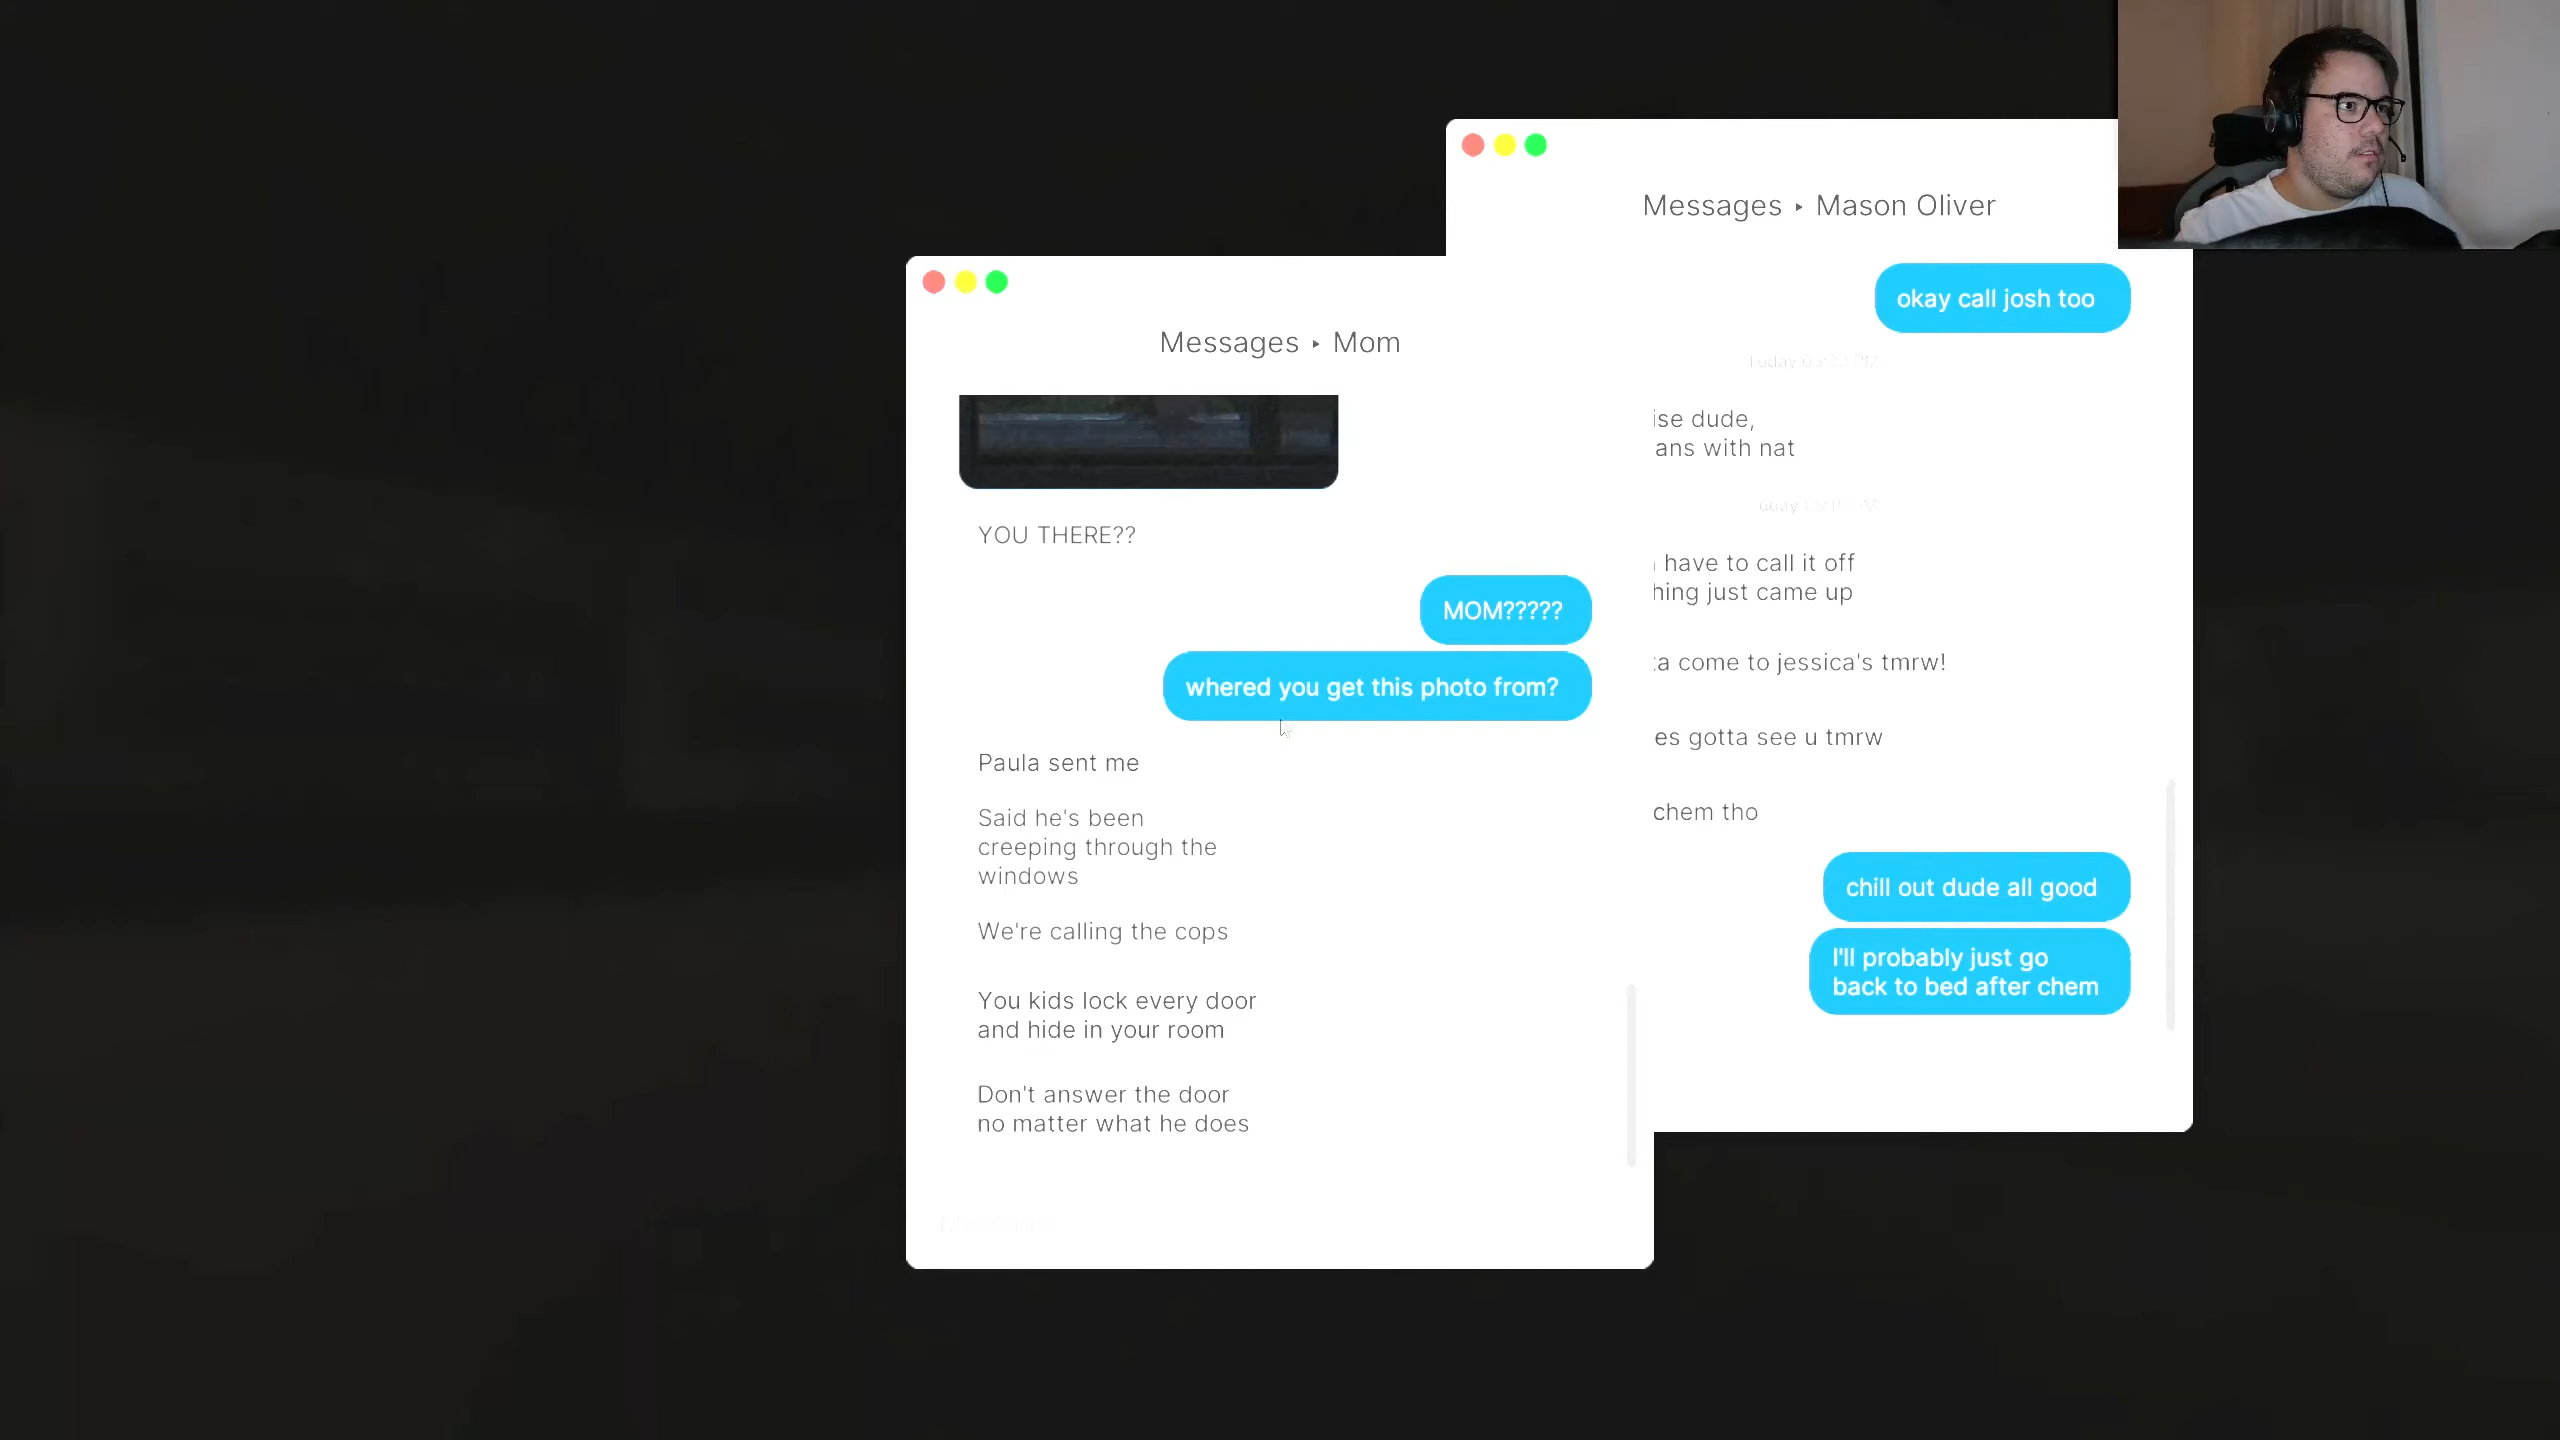 Messages ‣ Mason Oliver
okay call josh too
ise dude,
ans with nat
have to call it off
hing just came up
a come to jessica's tmrw!
es gotta see u tmrw
chem tho
chill out dude all good
I'll probably just go
back to bed after chem
Messages ‣ Mom
YOU THERE??
MOM?????
whered you get this photo from?
Paula sent me
Said he's been
creeping through the
windows
We're calling the cops
You kids lock every door
and hide in your room
Don't answer the door
no matter what he does